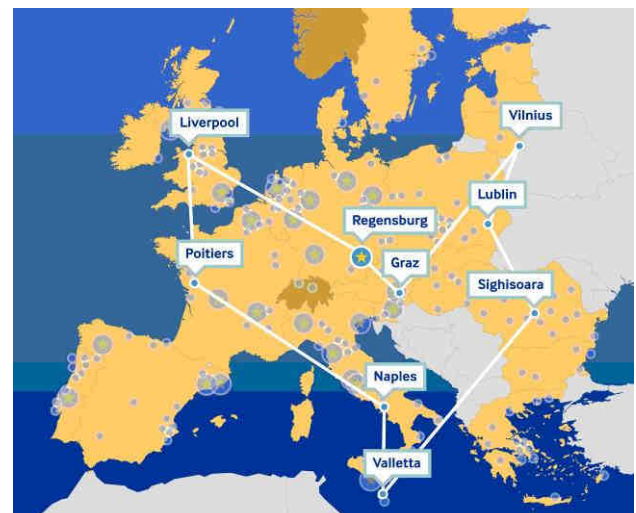 Liverpool
Vilnius
Lublin
Regensburg
Poitiers
Graz
Sighisoara
Naples
Valletta